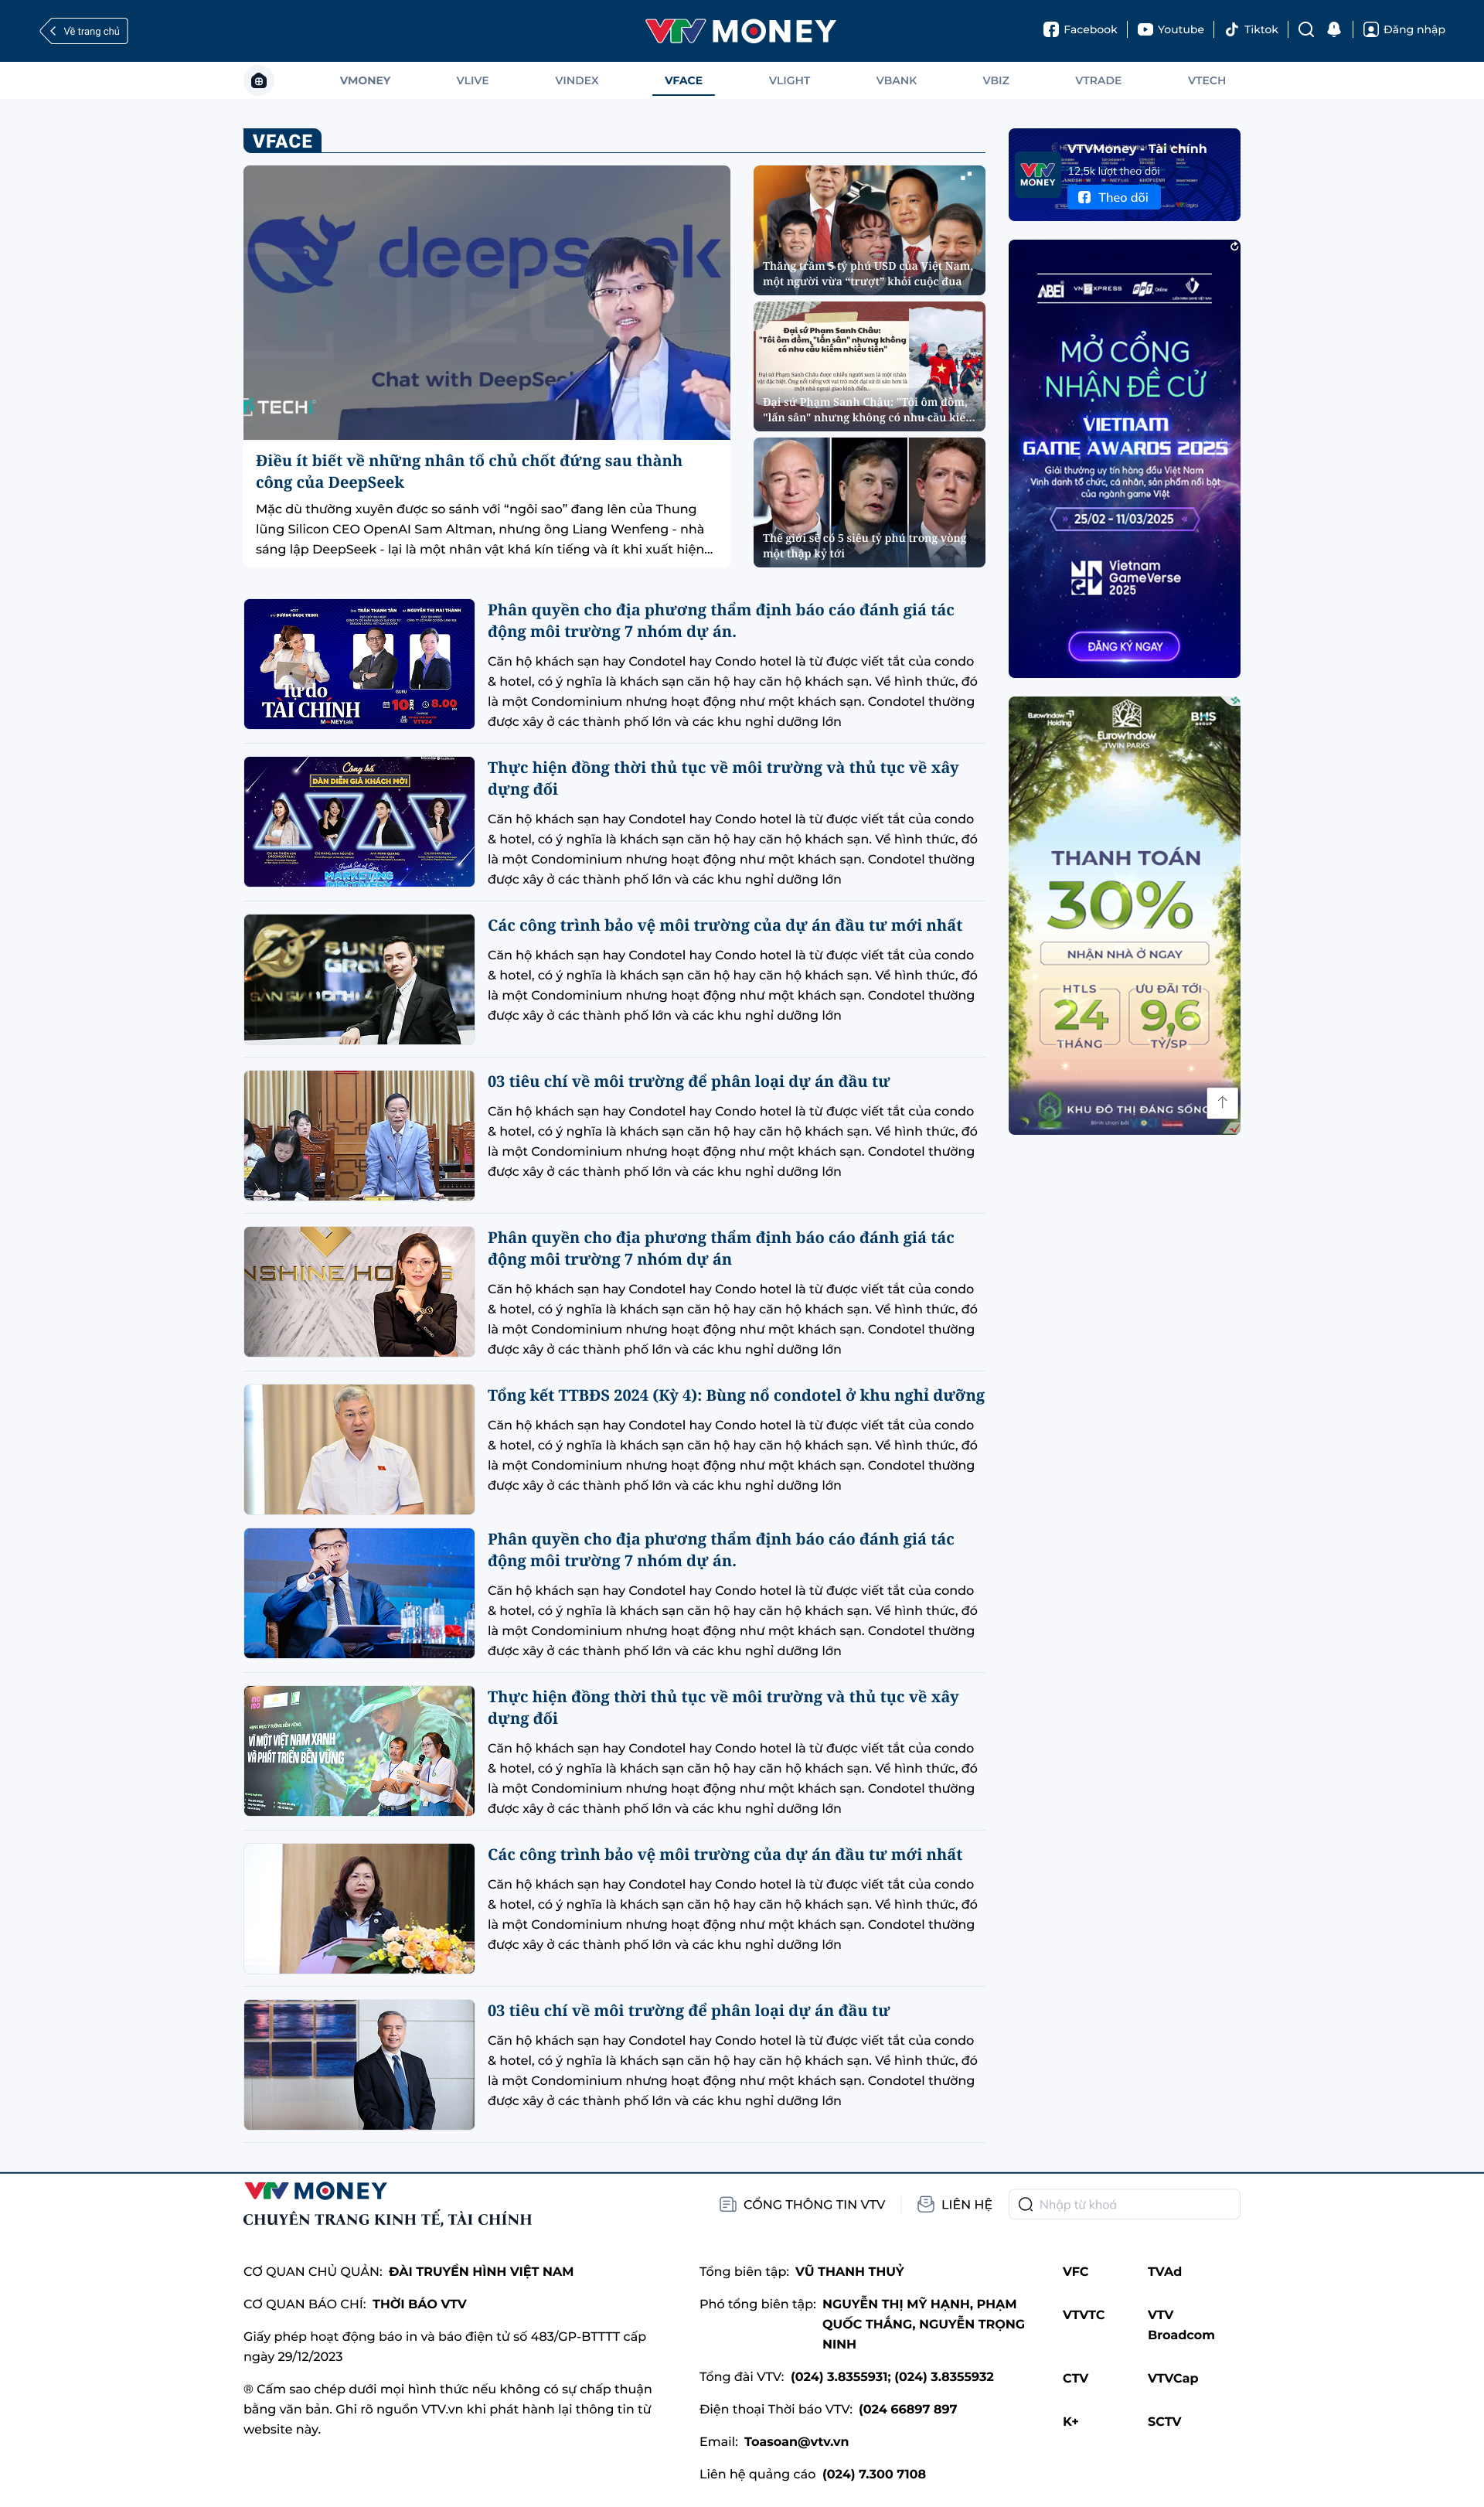 Về trang chủ
VTV MONEY
Facebook
Youtube
Tiktok
Đăng nhập
VMONEY
VLIVE
VINDEX
VFACE
VLIGHT
VBANK
VBIZ
VTRADE
VTECH
VFACE
deepseek
Chat with DeepSee
TECH
Điều ít biết về những nhân tố chủ chốt đứng sau thành
công của DeepSeek
Mặc dù thường xuyên được so sánh với “ngôi sao” đang lên của Thung
lũng Silicon CEO OpenAI Sam Altman, nhưng ông Liang Wenfeng - nhà
sáng lập DeepSeek - lại là một nhân vật khá kín tiếng và ít khi xuất hiện...
Thăng trầm 5 tỷ phú USD của Việt Nam,
một người vừa “trượt” khỏi cuộc dua
Đại sứ Phạm Sanh Châu:
"Tôi ôm đồm, "lấn sân" nhưng không
có nhu cầu kiếm nhiều tiền"
Đại sứ Phạm Sanh Châu: "Tôi ôm đồm,
"lấn sân" nhưng không có nhu cầu kiế...
Thế giới sẽ có 5 siêu tỷ phú trong vòng
một thập kỷ tới
VTVMoney - Tài chính
12,5k lượt theo dõi
VTV MONEY
Theo dõi
ABEI
VNEXPRESS
FPT Online
MỞ CỔNG
NHẬN ĐỀ CỬ
VIETNAM
GAME AWARDS 2025
Giải thưởng uy tín hàng đầu Việt Nam
Vinh danh tổ chức, cá nhân, sản phẩm nổi bật
của ngành game Việt
25/02 - 11/03/2025
Vietnam
GameVerse
2025
ĐĂNG KÝ NGAY
Eurowindow
Holding
Eurowindow
TWIN PARKS
BHS
GROUP
THANH TOÁN
30%
NHẬN NHÀ Ở NGAY
HTLS
24
THÁNG
ƯU ĐÃI TỚI
9,6
TỶ/SP
KHU ĐÔ THỊ ĐÁNG SỐNG
Phân quyền cho địa phương thẩm định báo cáo đánh giá tác
động môi trường 7 nhóm dự án.
Căn hộ khách sạn hay Condotel hay Condo hotel là từ được viết tắt của condo
& hotel, có ý nghĩa là khách sạn căn hộ hay căn hộ khách sạn. Về hình thức, đó
là một Condominium nhưng hoạt động như một khách sạn. Condotel thường
được xây ở các thành phố lớn và các khu nghỉ dưỡng lớn
Tự do
TÀI CHÍNH
MONEYtalk
10
8.00
VTV24
Thực hiện đồng thời thủ tục về môi trường và thủ tục về xây
dựng đối
Căn hộ khách sạn hay Condotel hay Condo hotel là từ được viết tắt của condo
& hotel, có ý nghĩa là khách sạn căn hộ hay căn hộ khách sạn. Về hình thức, đó
là một Condominium nhưng hoạt động như một khách sạn. Condotel thường
được xây ở các thành phố lớn và các khu nghỉ dưỡng lớn
Công bố
DÀN DIỄN GIẢ KHÁCH MỜI
MARKETING
DISCOVERY
Các công trình bảo vệ môi trường của dự án đầu tư mới nhất
Căn hộ khách sạn hay Condotel hay Condo hotel là từ được viết tắt của condo
& hotel, có ý nghĩa là khách sạn căn hộ hay căn hộ khách sạn. Về hình thức, đó
là một Condominium nhưng hoạt động như một khách sạn. Condotel thường
được xây ở các thành phố lớn và các khu nghỉ dưỡng lớn
03 tiêu chí về môi trường để phân loại dự án đầu tư
Căn hộ khách sạn hay Condotel hay Condo hotel là từ được viết tắt của condo
& hotel, có ý nghĩa là khách sạn căn hộ hay căn hộ khách sạn. Về hình thức, đó
là một Condominium nhưng hoạt động như một khách sạn. Condotel thường
được xây ở các thành phố lớn và các khu nghỉ dưỡng lớn
Phân quyền cho địa phương thẩm định báo cáo đánh giá tác
động môi trường 7 nhóm dự án
Căn hộ khách sạn hay Condotel hay Condo hotel là từ được viết tắt của condo
& hotel, có ý nghĩa là khách sạn căn hộ hay căn hộ khách sạn. Về hình thức, đó
là một Condominium nhưng hoạt động như một khách sạn. Condotel thường
được xây ở các thành phố lớn và các khu nghỉ dưỡng lớn
Tổng kết TTBĐS 2024 (Kỳ 4): Bùng nổ condotel ở khu nghỉ dưỡng
Căn hộ khách sạn hay Condotel hay Condo hotel là từ được viết tắt của condo
& hotel, có ý nghĩa là khách sạn căn hộ hay căn hộ khách sạn. Về hình thức, đó
là một Condominium nhưng hoạt động như một khách sạn. Condotel thường
được xây ở các thành phố lớn và các khu nghỉ dưỡng lớn
Phân quyền cho địa phương thẩm định báo cáo đánh giá tác
động môi trường 7 nhóm dự án.
Căn hộ khách sạn hay Condotel hay Condo hotel là từ được viết tắt của condo
& hotel, có ý nghĩa là khách sạn căn hộ hay căn hộ khách sạn. Về hình thức, đó
là một Condominium nhưng hoạt động như một khách sạn. Condotel thường
được xây ở các thành phố lớn và các khu nghỉ dưỡng lớn
Thực hiện đồng thời thủ tục về môi trường và thủ tục về xây
dựng đối
Căn hộ khách sạn hay Condotel hay Condo hotel là từ được viết tắt của condo
& hotel, có ý nghĩa là khách sạn căn hộ hay căn hộ khách sạn. Về hình thức, đó
là một Condominium nhưng hoạt động như một khách sạn. Condotel thường
được xây ở các thành phố lớn và các khu nghỉ dưỡng lớn
VÌ MỘT VIỆT NAM XANH
VÀ PHÁT TRIỂN BỀN VỮNG
Các công trình bảo vệ môi trường của dự án đầu tư mới nhất
Căn hộ khách sạn hay Condotel hay Condo hotel là từ được viết tắt của condo
& hotel, có ý nghĩa là khách sạn căn hộ hay căn hộ khách sạn. Về hình thức, đó
là một Condominium nhưng hoạt động như một khách sạn. Condotel thường
được xây ở các thành phố lớn và các khu nghỉ dưỡng lớn
03 tiêu chí về môi trường để phân loại dự án đầu tư
Căn hộ khách sạn hay Condotel hay Condo hotel là từ được viết tắt của condo
& hotel, có ý nghĩa là khách sạn căn hộ hay căn hộ khách sạn. Về hình thức, đó
là một Condominium nhưng hoạt động như một khách sạn. Condotel thường
được xây ở các thành phố lớn và các khu nghỉ dưỡng lớn
VTV MONEY
CHUYÊN TRANG KINH TẾ, TÀI CHÍNH
CỔNG THÔNG TIN VTV
LIÊN HỆ
Nhập từ khoá
CƠ QUAN CHỦ QUẢN: ĐÀI TRUYỀN HÌNH VIỆT NAM
CƠ QUAN BÁO CHÍ: THỜI BÁO VTV
Giấy phép hoạt động báo in và báo điện tử số 483/GP-BTTTT cấp
ngày 29/12/2023
® Cấm sao chép dưới mọi hình thức nếu không có sự chấp thuận
bằng văn bản. Ghi rõ nguồn VTV.vn khi phát hành lại thông tin từ
website này.
Tổng biên tập: VŨ THANH THUỶ
Phó tổng biên tập: NGUYỄN THỊ MỸ HẠNH, PHẠM
QUỐC THẮNG, NGUYỄN TRỌNG
NINH
Tổng đài VTV: (024) 3.8355931; (024) 3.8355932
Điện thoại Thời báo VTV: (024 66897 897
Email: Toasoan@vtv.vn
Liên hệ quảng cáo (024) 7.300 7108
VFC
TVAd
VTVTC
VTV
Broadcom
CTV
VTVCap
K+
SCTV